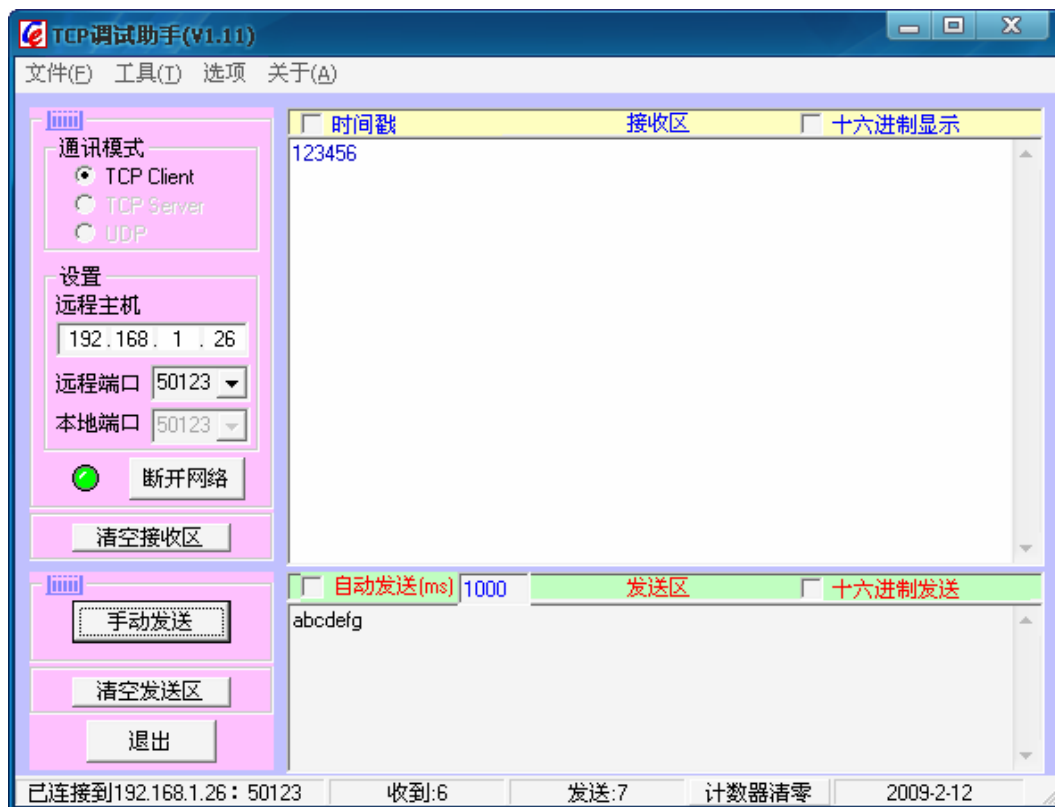 TCP调试助手(V1.11)
文件(F) 工具(T) 选项 关于(A)
通讯模式
TCP Client
TCP Server
UDP
设置
远程主机
192.168. 1 . 26
远程端口 50123
本地端口 50123
断开网络
清空接收区
时间戳 接收区 十六进制显示
123456
手动发送
清空发送区
退出
自动发送(ms) 1000 发送区 十六进制发送
abcdefg
已连接到192.168.1.26：50123 收到:6 发送:7 计数器清零 2009-2-12